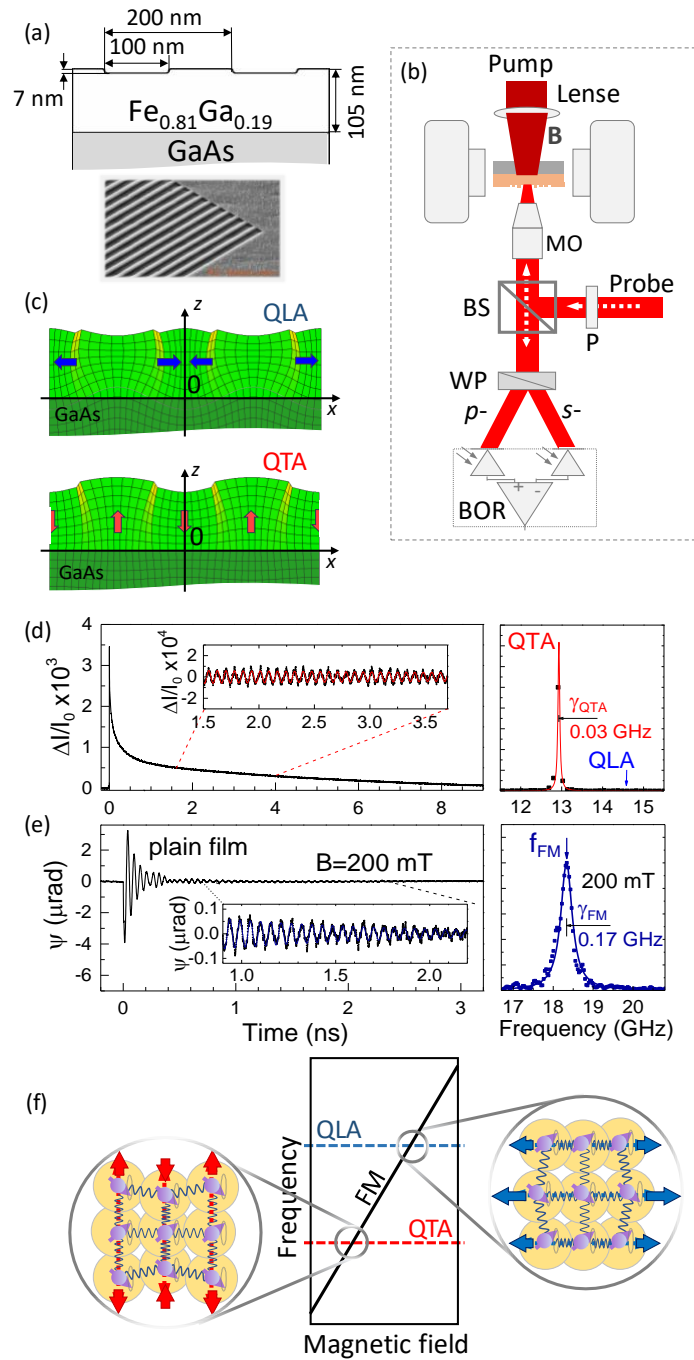 (a)
200 nm
100 nm
7 nm
105 nm
Fe0.81Ga0.19
GaAs
(b)
Pump
Lense
B
MO
Probe
BS
P
WP
p-
s-
+ -
BOR
(c)
z
QLA
0
GaAs
x
z
QTA
0
GaAs
x
(d)
ΔI/I0 x10^3
4
3
2
1
0
ΔI/I0 x10^4
2
0
-2
1.5 2.0 2.5 3.0 3.5
0 2 4 6 8
QTA
γQTA
0.03 GHz
QLA
12 13 14 15
(e)
ψ (μrad)
2
0
-2
-4
-6
plain film
B=200 mT
ψ (μrad)
0.1
0.0
-0.1
1.0 1.5 2.0
0 1 2 3
Time (ns)
fFM
200 mT
γFM
0.17 GHz
17 18 19 20
Frequency (GHz)
(f)
Frequency
QLA
FM
QTA
Magnetic field